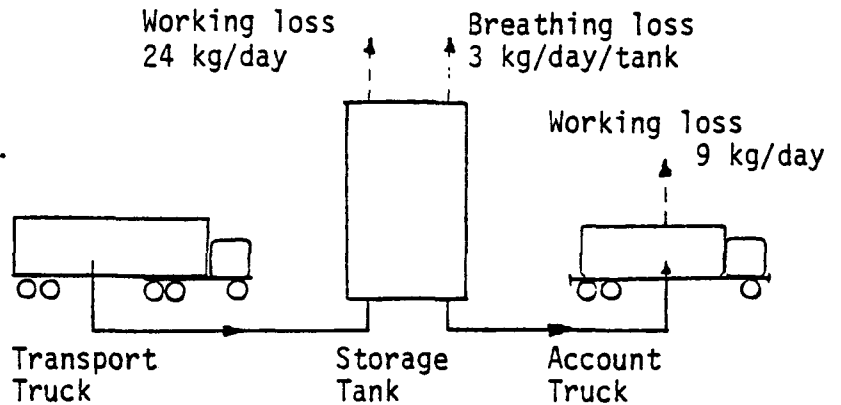 Working loss
24 kg/day
Breathing loss
3 kg/day/tank
Working loss
9 kg/day
Transport
Truck
Storage
Tank
Account
Truck